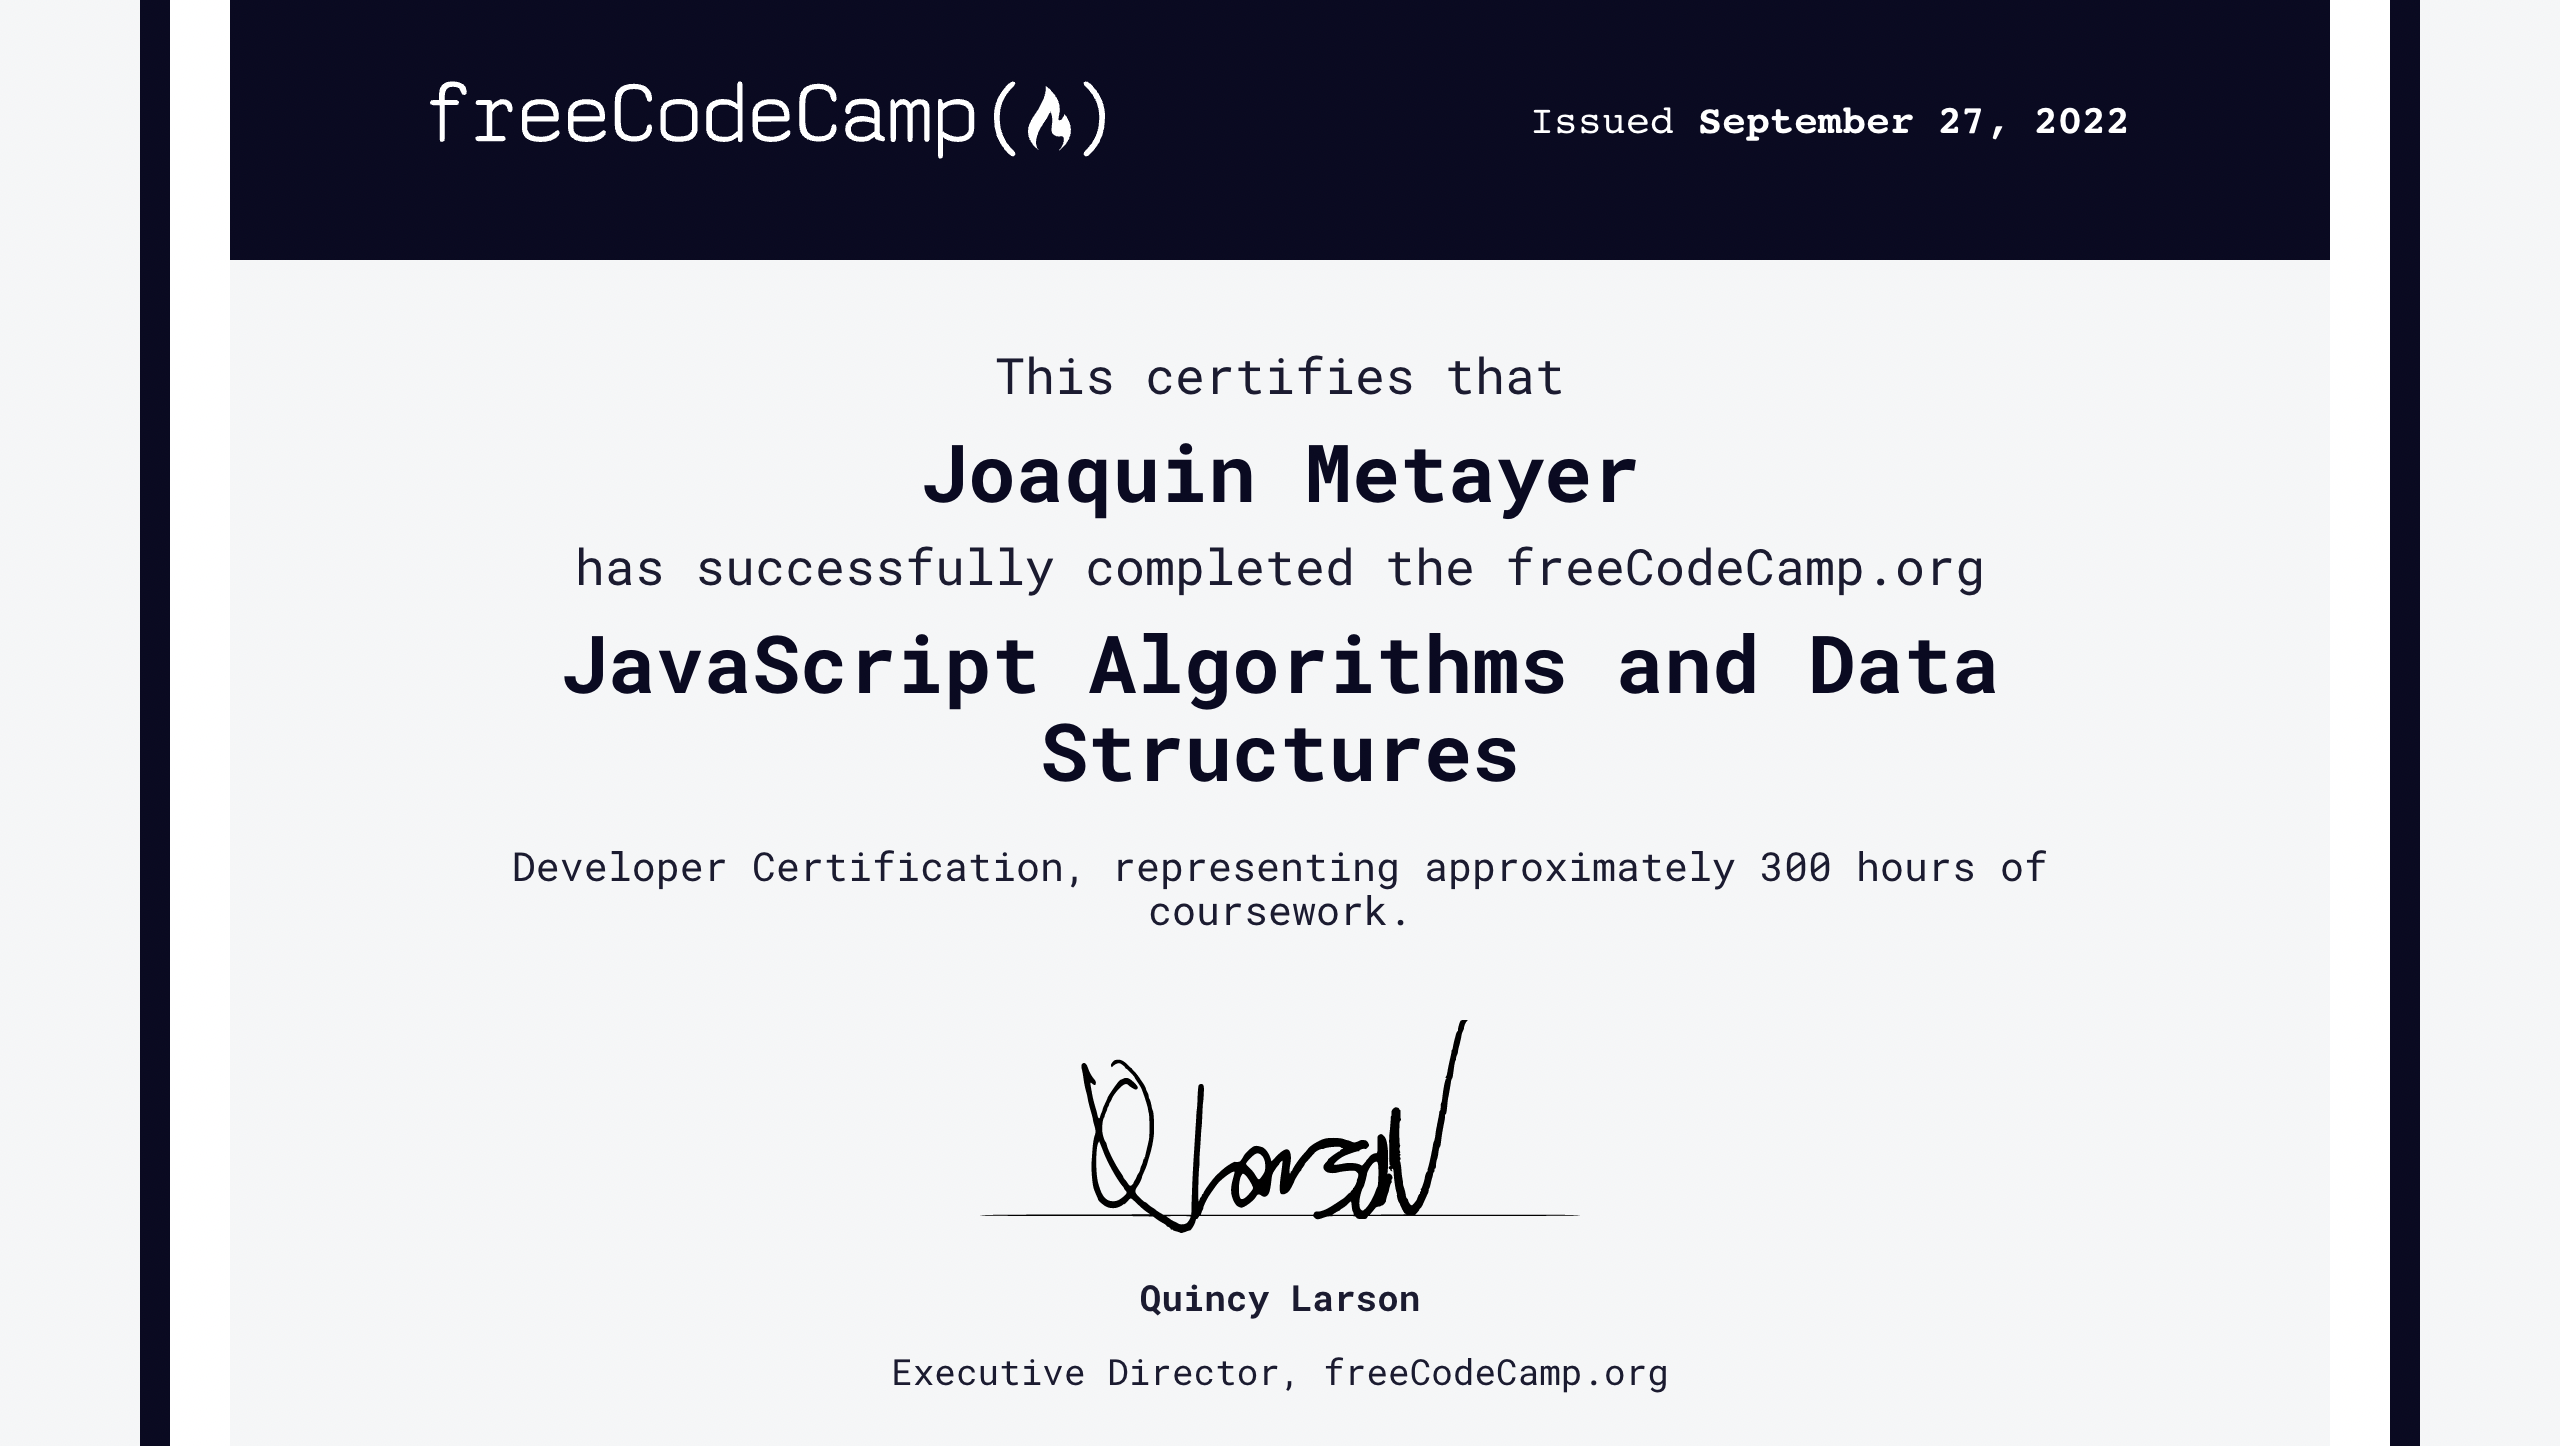 freeCodeCamp()
Issued September 27, 2022
This certifies that
Joaquin Metayer
has successfully completed the freeCodeCamp.org
JavaScript Algorithms and Data
Structures
Developer Certification, representing approximately 300 hours of
coursework.
Q Larson
Quincy Larson
Executive Director, freeCodeCamp.org